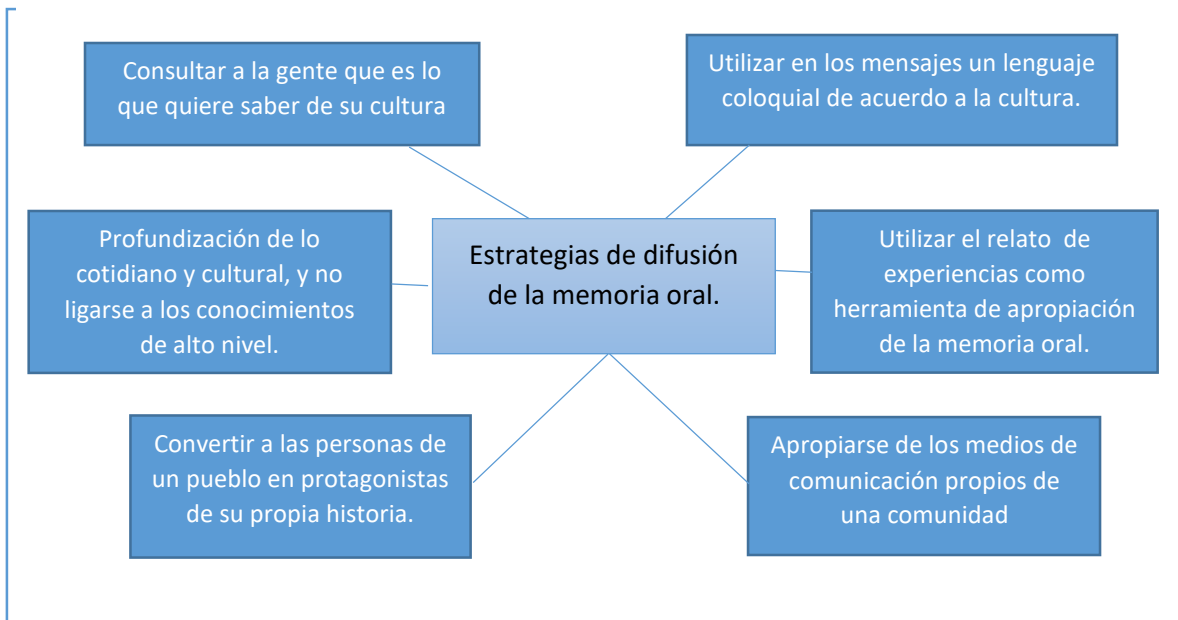 Consultar a la gente que es lo
que quiere saber de su cultura
Utilizar en los mensajes un lenguaje
coloquial de acuerdo a la cultura.
Profundización de lo
cotidiano y cultural, y no
ligarse a los conocimientos
de alto nivel.
Estrategias de difusión
de la memoria oral.
Utilizar el relato de
experiencias como
herramienta de apropiación
de la memoria oral.
Convertir a las personas de
un pueblo en protagonistas
de su propia historia.
Apropiarse de los medios de
comunicación propios de
una comunidad